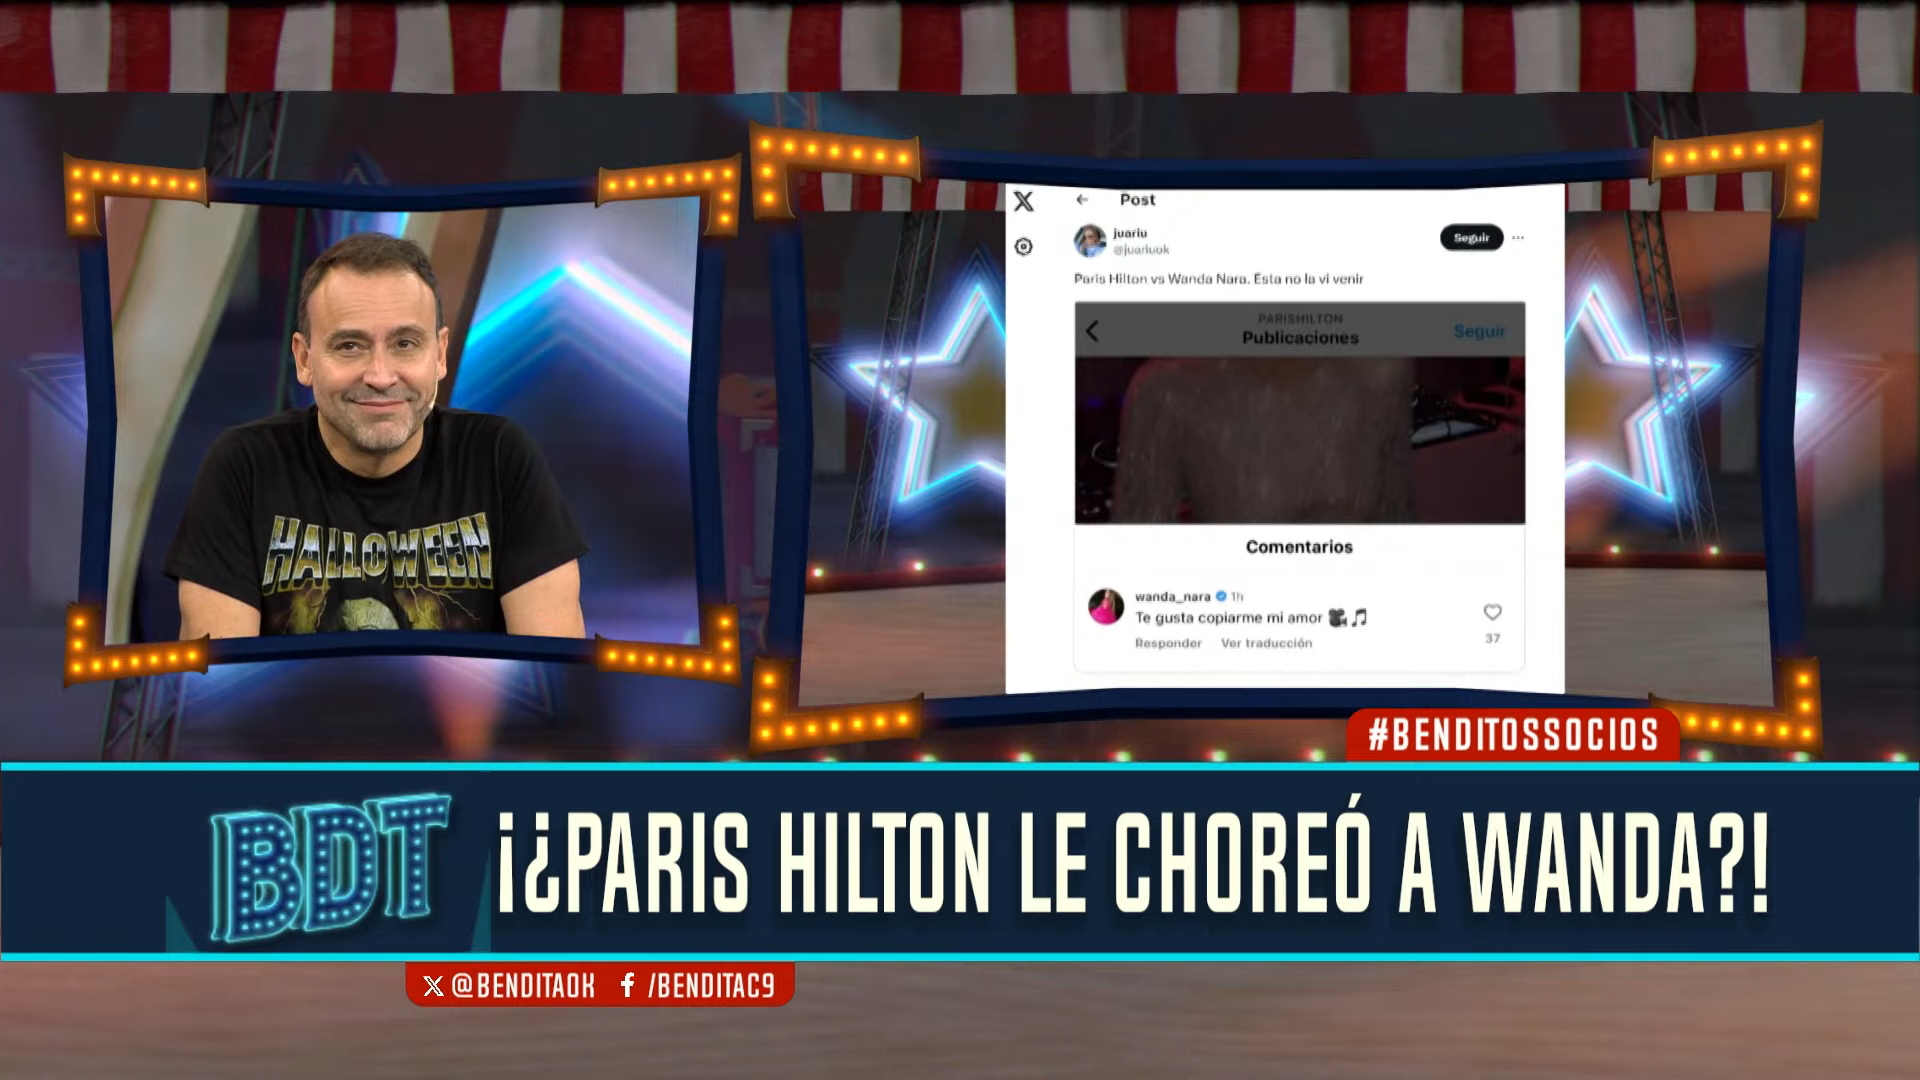 HALLOWEEN
X
Post
juariu
@juariuok
Seguir
Paris Hilton vs Wanda Nara. Esta no la vi venir
PARISHILTON
Publicaciones
Seguir
Comentarios
wanda_nara 1h
Te gusta copiarme mi amor 🎥🎵
37
Responder Ver traducción
#BENDITOSSOCIOS
BDT
¡¿PARIS HILTON LE CHOREÓ A WANDA?!
X @BENDITAOK f /BENDITAC9